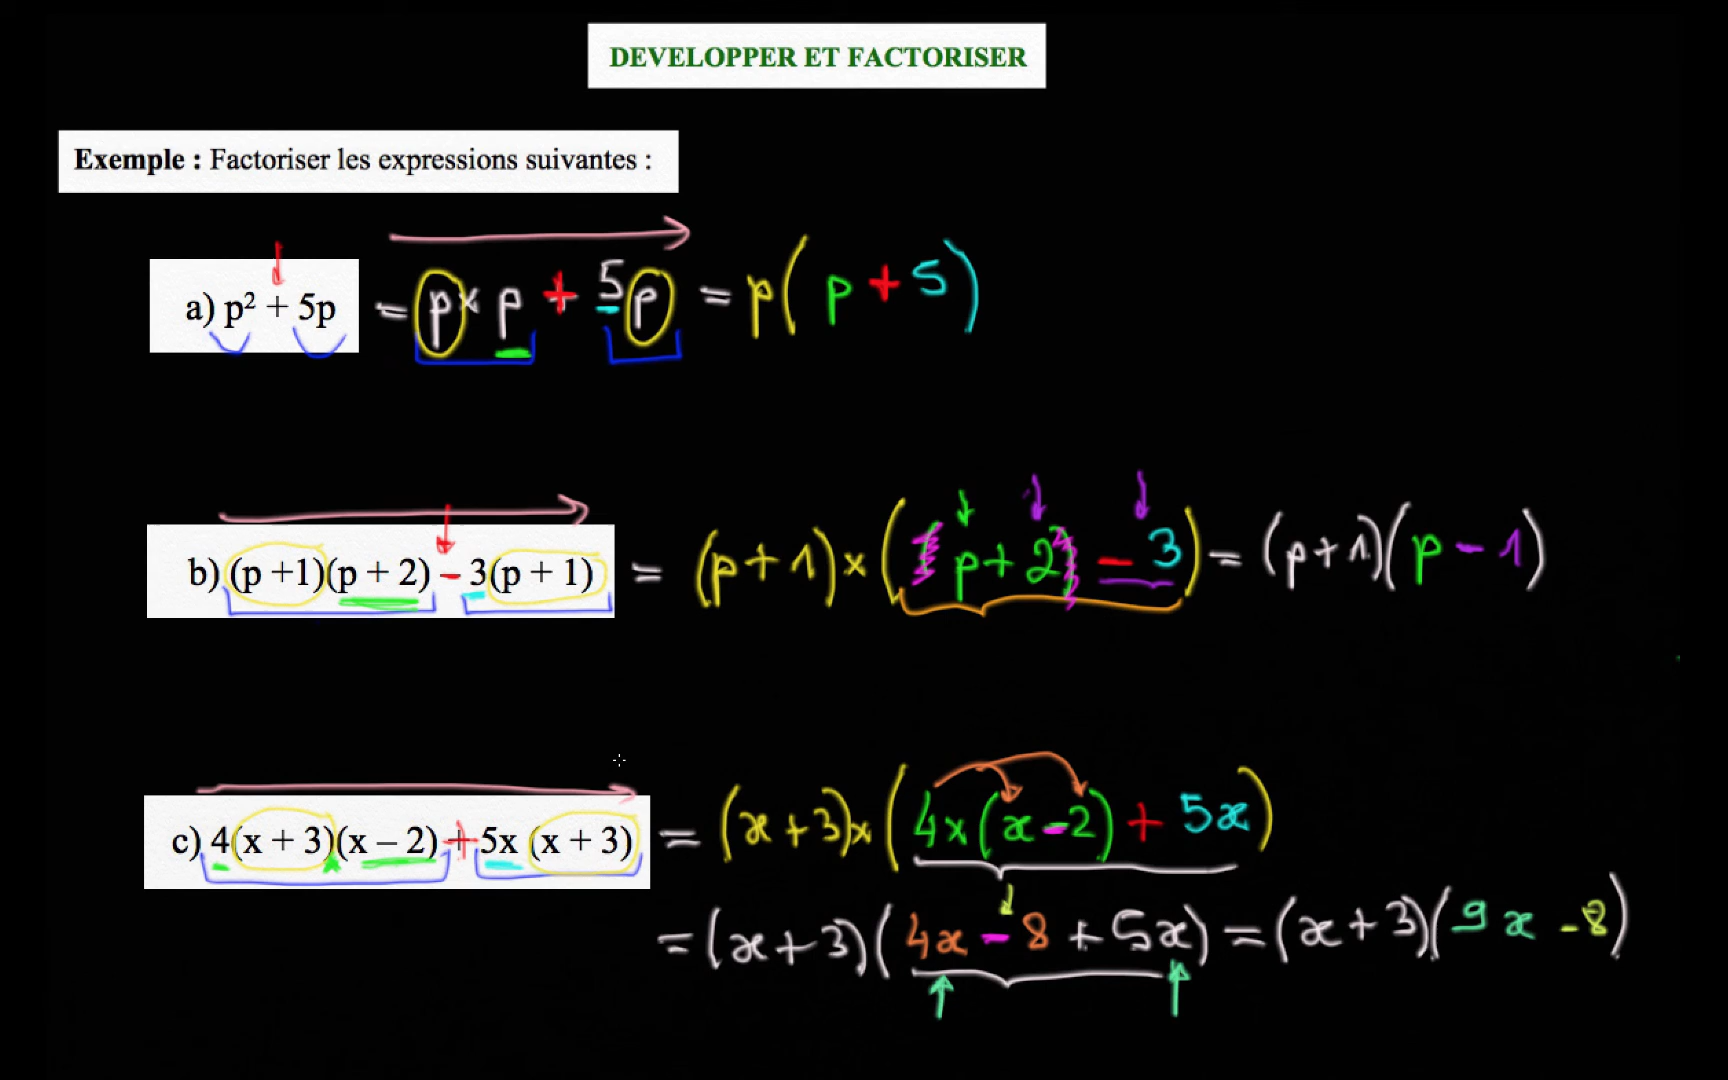 DEVELOPPER ET FACTORISER
Exemple : Factoriser les expressions suivantes :
a) p² + 5p = p × p + 5p = p(p + 5)
b) (p +1)(p + 2) - 3(p + 1) = (p+1)×(p+2 - 3) = (p+1)(p - 1)
c) 4(x + 3)(x – 2) + 5x (x + 3) = (x+3)×(4×(x-2) + 5x)
= (x+3)(4x - 8 + 5x) = (x+3)(9x - 8)